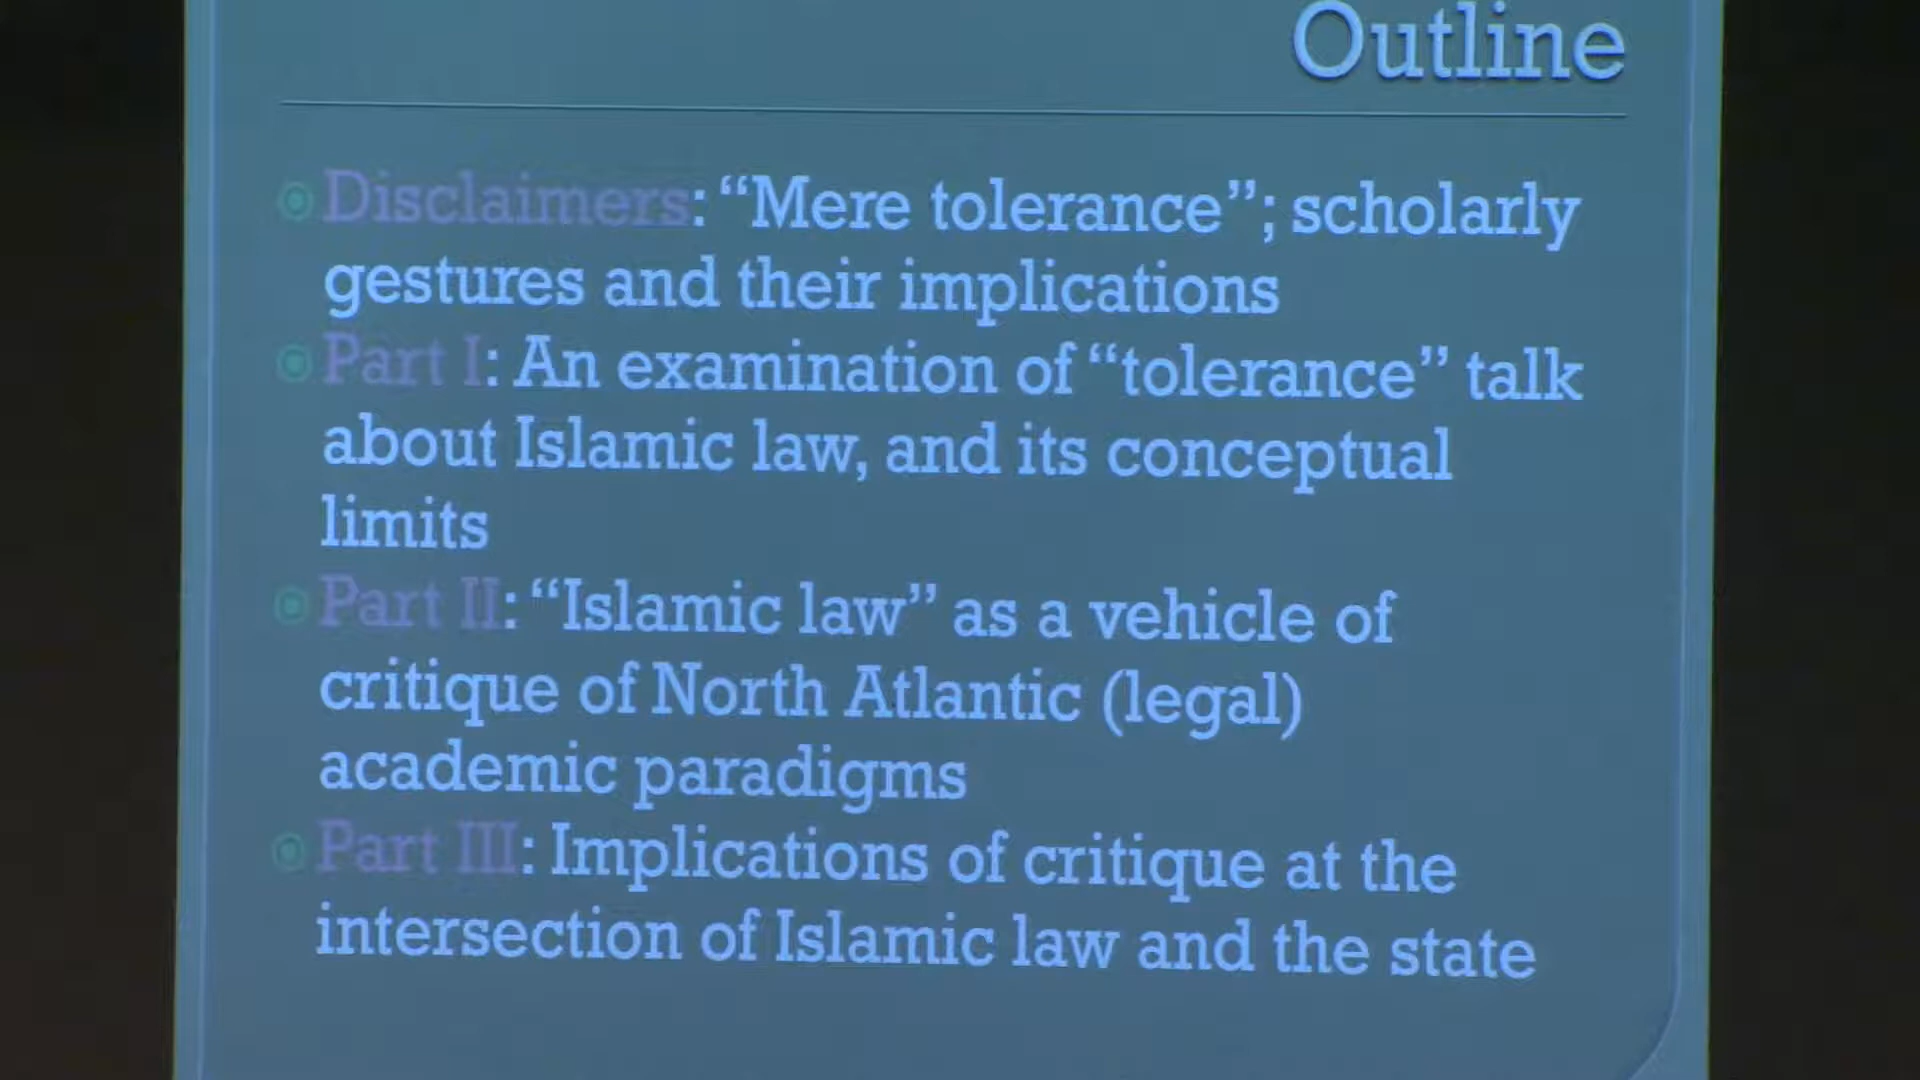 Outline
Disclaimers: “Mere tolerance”; scholarly
gestures and their implications
Part I: An examination of “tolerance” talk
about Islamic law, and its conceptual
limits
Part II: “Islamic law” as a vehicle of
critique of North Atlantic (legal)
academic paradigms
Part III: Implications of critique at the
intersection of Islamic law and the state